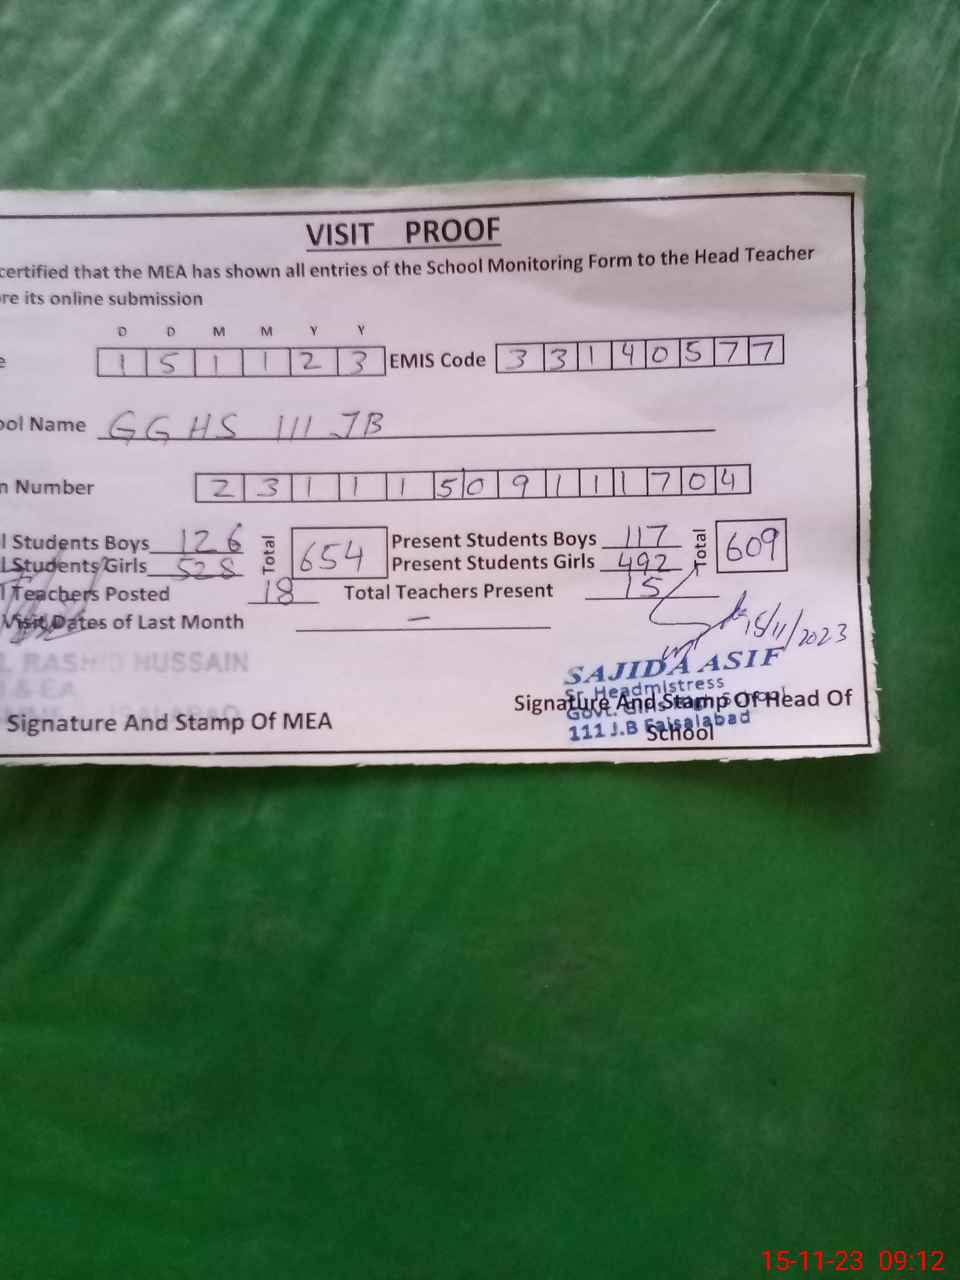 VISIT PROOF
certified that the MEA has shown all entries of the School Monitoring Form to the Head Teacher
re its online submission
D D M M Y Y
e 1 5 1 1 2 3 EMIS Code 3 3 1 4 0 5 7 7
ool Name GGHS 111 JB
n Number 2 3 1 1 1 5 0 9 1 1 1 7 0 4
l Students Boys 126 Total 654 Present Students Boys 117 Total 609
l Students Girls 528 Present Students Girls 492
l Teachers Posted 18 Total Teachers Present 15
Visit Dates of Last Month –
15/11/2023
RASHID HUSSAIN
SAJIDA ASIF
Sr. Headmistress
Govt. Girls High School
111 J.B Faisalabad
Signature And Stamp Of MEA
Signature And Stamp Of Head Of
School
15-11-23 09:12